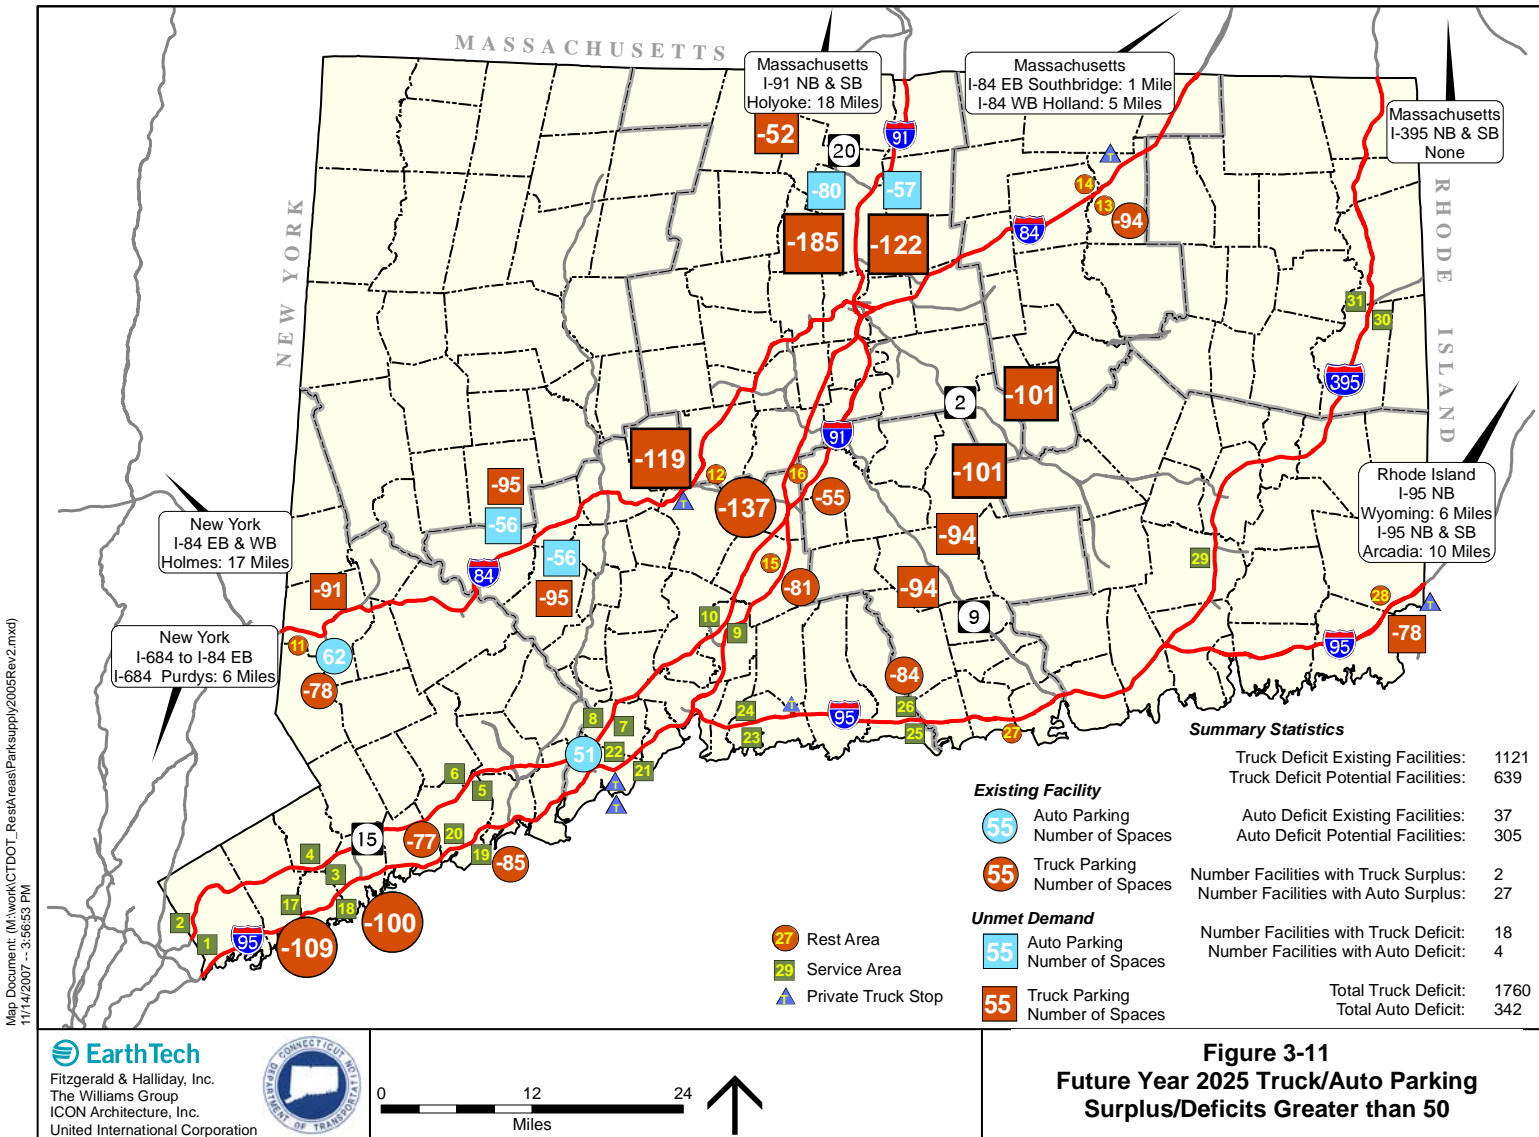 MASSACHUSETTS
NEW YORK
RHODE ISLAND
Massachusetts
I-91 NB & SB
Holyoke: 18 Miles
Massachusetts
I-84 EB Southbridge: 1 Mile
I-84 WB Holland: 5 Miles
Massachusetts
I-395 NB & SB
None
Rhode Island
I-95 NB
Wyoming: 6 Miles
I-95 NB & SB
Arcadia: 10 Miles
New York
I-84 EB & WB
Holmes: 17 Miles
New York
I-684 to I-84 EB
I-684 Purdys: 6 Miles
-52
20
91
-80
-57
-185
-122
T
14
13
-94
84
31
30
395
-101
2
91
-119
12
16
-101
-137
-55
T
-95
-56
-56
-95
84
-94
15
-81
-94
29
9
28
T
-78
95
-91
11
62
-78
10
9
-84
26
25
27
24
23
T
95
8
7
22
51
21
T
T
6
5
15
-77
20
19
-85
4
3
17
18
-100
-109
2
1
95
Summary Statistics
Truck Deficit Existing Facilities: 1121
Truck Deficit Potential Facilities: 639
Auto Deficit Existing Facilities: 37
Auto Deficit Potential Facilities: 305
Number Facilities with Truck Surplus: 2
Number Facilities with Auto Surplus: 27
Number Facilities with Truck Deficit: 18
Number Facilities with Auto Deficit: 4
Total Truck Deficit: 1760
Total Auto Deficit: 342
Existing Facility
55 Auto Parking
Number of Spaces
55 Truck Parking
Number of Spaces
Unmet Demand
55 Auto Parking
Number of Spaces
55 Truck Parking
Number of Spaces
27 Rest Area
29 Service Area
T Private Truck Stop
Map Document: (M:\work\CTDOT_RestAreas\Parksupply2005Rev2.mxd)
11/14/2007 -- 3:56:53 PM
EarthTech
Fitzgerald & Halliday, Inc.
The Williams Group
ICON Architecture, Inc.
United International Corporation
CONNECTICUT
DEPARTMENT OF TRANSPORTATION
0 12 24
Miles
Figure 3-11
Future Year 2025 Truck/Auto Parking
Surplus/Deficits Greater than 50